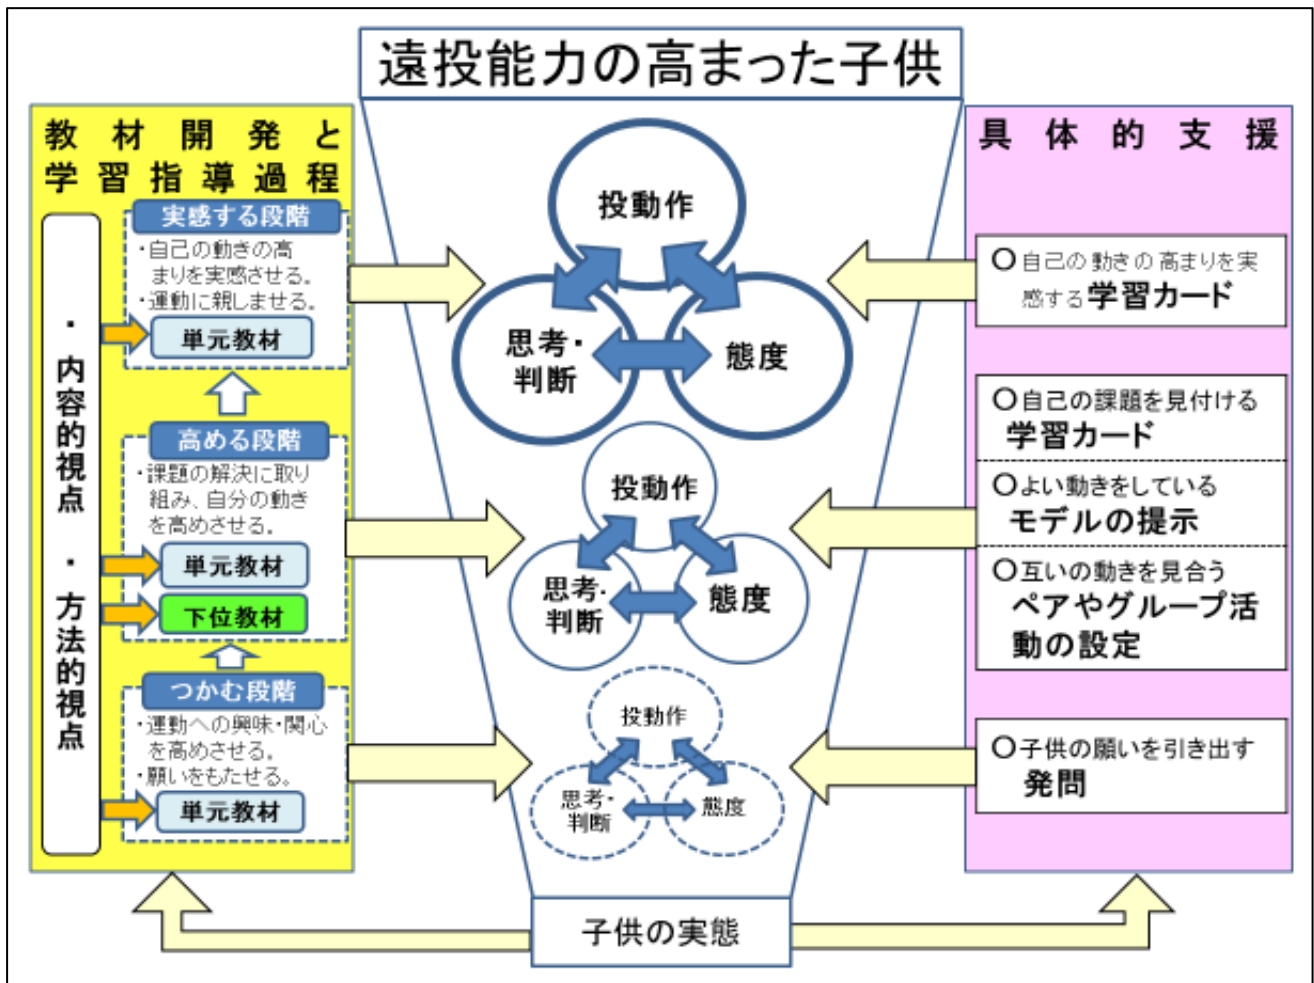 遠投能力の高まった子供
教材開発と
学習指導過程
・内容的視点　・方法的視点
実感する段階
・自己の動きの高
まりを実感させる。
・運動に親しませる。
単元教材
高める段階
・課題の解決に取り
組み、自分の動き
を高めさせる。
単元教材
下位教材
つかむ段階
・運動への興味・関心
を高めさせる。
・願いをもたせる。
単元教材
投動作
思考・
判断
態度
投動作
思考・
判断
態度
投動作
思考・
判断
態度
子供の実態
具体的支援
○自己の動きの高まりを実
感する学習カード
○自己の課題を見付ける
学習カード
○よい動きをしている
モデルの提示
○互いの動きを見合う
ペアやグループ活
動の設定
○子供の願いを引き出す
発問